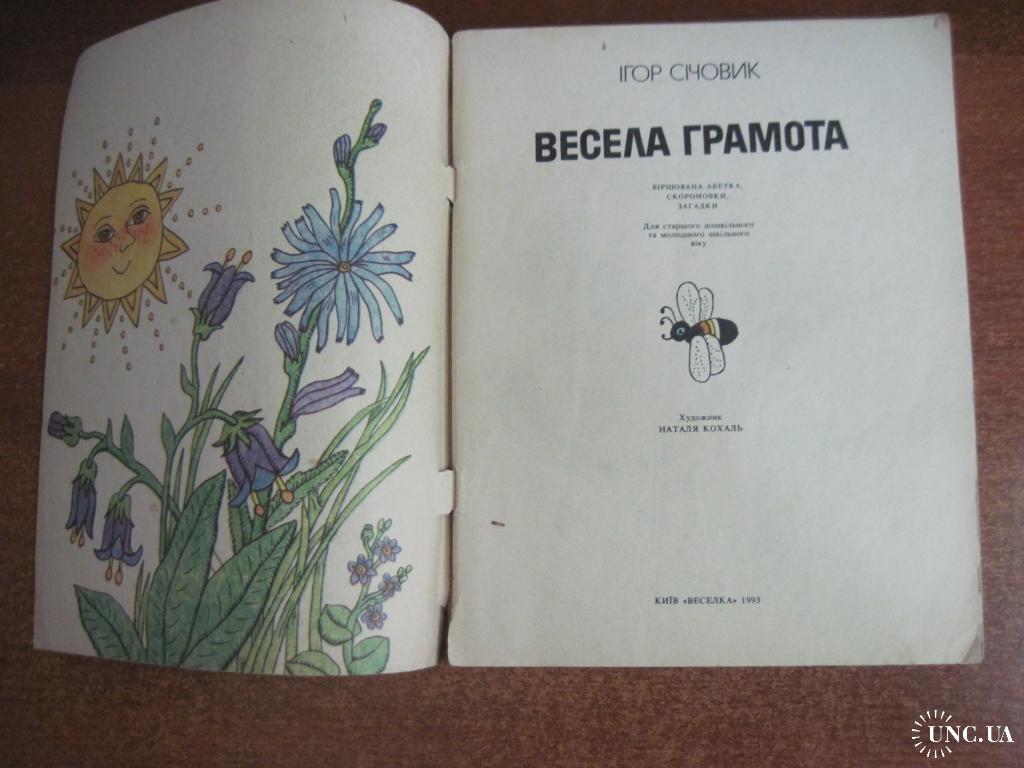 ІГОР СІЧОВИК
ВЕСЕЛА ГРАМОТА
ВІРШОВАНА АБЕТКА,
СКОРОМОВКИ,
ЗАГАДКИ
Для старшого дошкільного
та молодшого шкільного
віку
Художник
НАТАЛЯ КОХАЛЬ
КИЇВ «ВЕСЕЛКА» 1993
UNC.UA